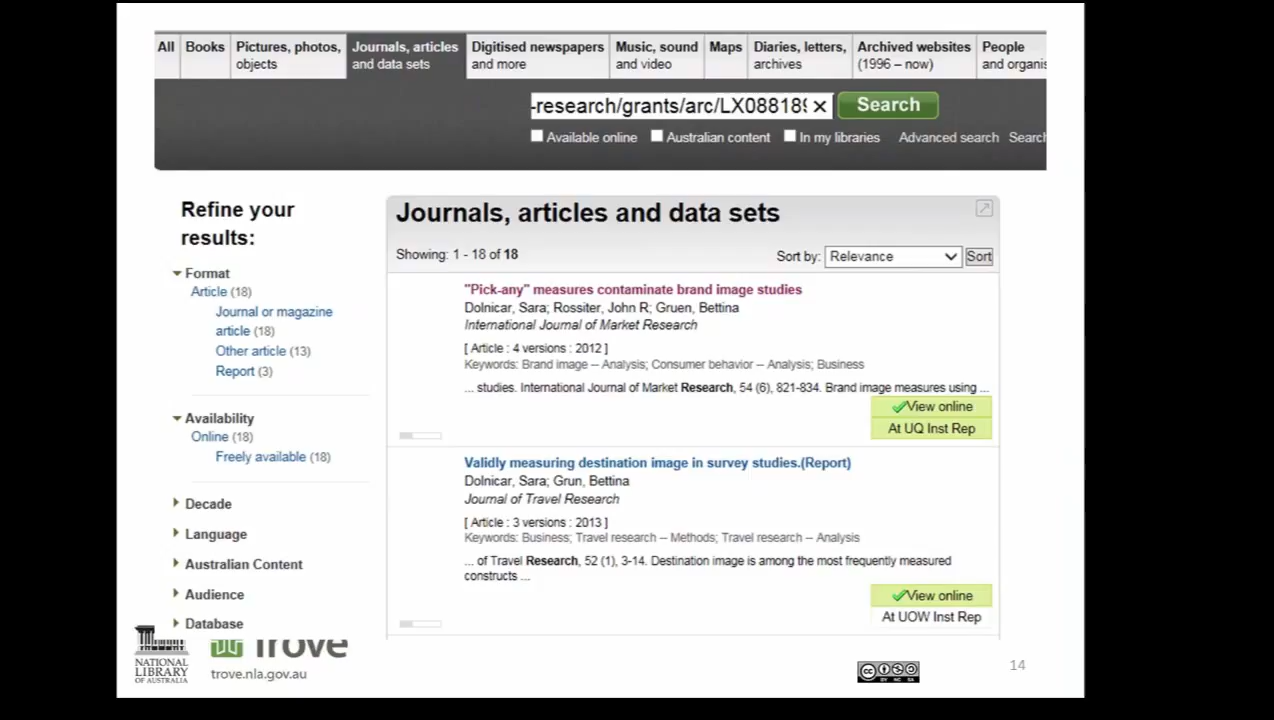 All Books Pictures, photos, objects Journals, articles and data sets Digitised newspapers and more Music, sound and video Maps Diaries, letters, archives Archived websites (1996 – now) People and organis
-research/grants/arc/LX088189 × Search
Available online Australian content In my libraries Advanced search Search
Refine your
results:
Format
Article (18)
Journal or magazine
article (18)
Other article (13)
Report (3)
Availability
Online (18)
Freely available (18)
Decade
Language
Australian Content
Audience
Database
Journals, articles and data sets
Showing: 1 - 18 of 18 Sort by: Relevance Sort
"Pick-any" measures contaminate brand image studies
Dolnicar, Sara; Rossiter, John R; Gruen, Bettina
International Journal of Market Research
[ Article : 4 versions : 2012 ]
Keywords: Brand image -- Analysis; Consumer behavior -- Analysis; Business
... studies. International Journal of Market Research, 54 (6), 821-834. Brand image measures using ...
View online
At UQ Inst Rep
Validly measuring destination image in survey studies.(Report)
Dolnicar, Sara; Grun, Bettina
Journal of Travel Research
[ Article : 3 versions : 2013 ]
Keywords: Business; Travel research -- Methods; Travel research -- Analysis
... of Travel Research, 52 (1), 3-14. Destination image is among the most frequently measured
constructs ...
View online
At UOW Inst Rep
NATIONAL
LIBRARY
OF AUSTRALIA
Trove
trove.nla.gov.au
CC BY NC SA
14